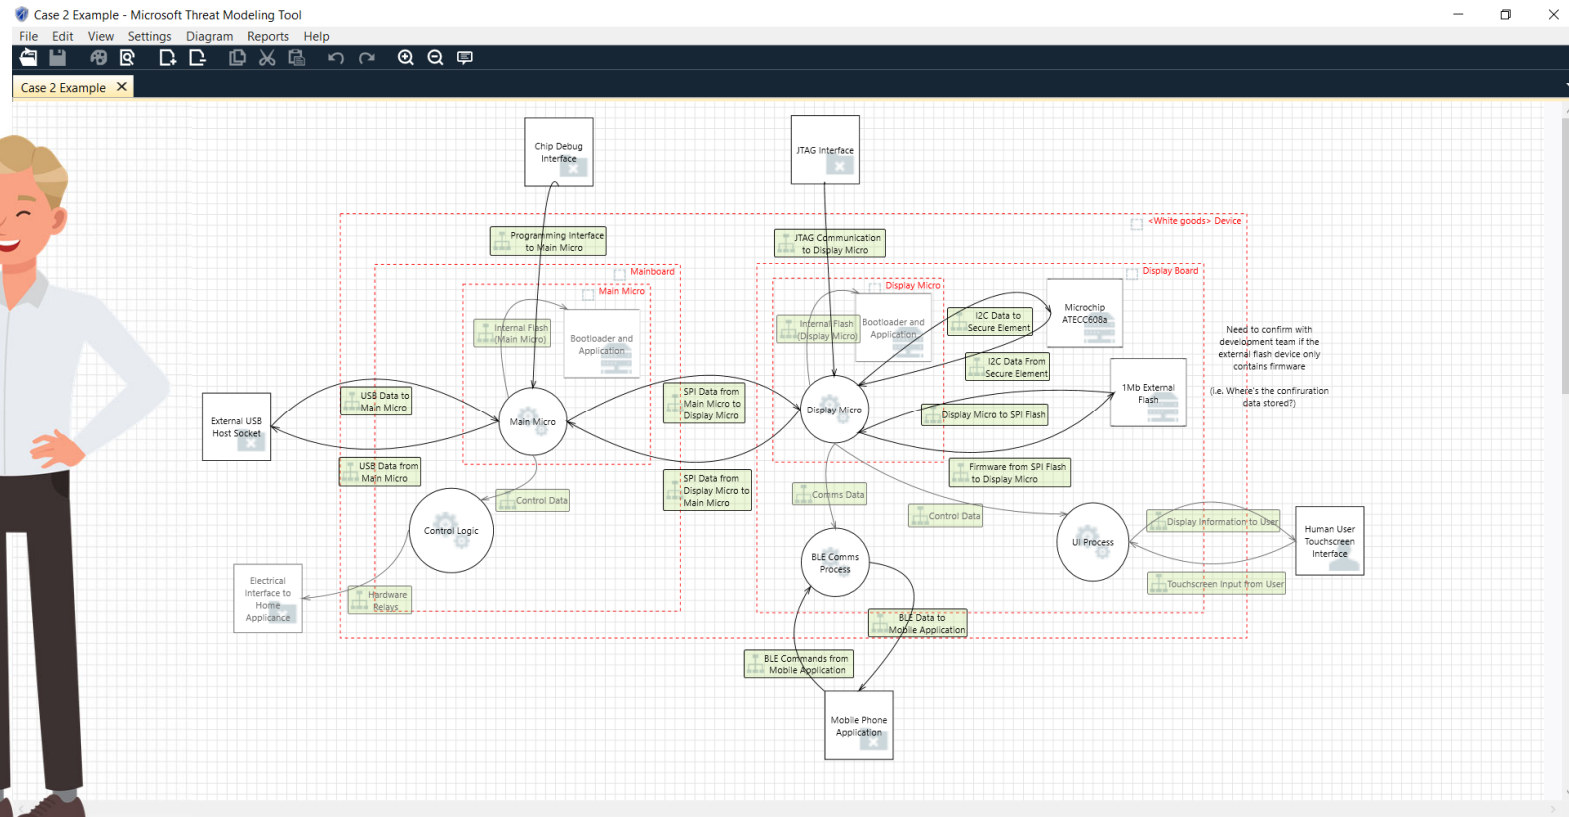 Case 2 Example - Microsoft Threat Modeling Tool
File Edit View Settings Diagram Reports Help
Case 2 Example
Chip Debug
Interface
JTAG Interface
<White goods> Device
Programming Interface
to Main Micro
JTAG Communication
to Display Micro
Mainboard
Display Board
Main Micro
Display Micro
Internal Flash
(Main Micro)
Bootloader and
Application
Internal Flash
(Display Micro)
Bootloader and
Application
I2C Data to
Secure Element
Microchip
ATECC608a
I2C Data From
Secure Element
Need to confirm with
development team if the
external flash device only
contains firmware
(i.e. Where's the confiruration
data stored?)
USB Data to
Main Micro
SPI Data from
Main Micro to
Display Micro
Display Micro
Display Micro to SPI Flash
1Mb External
Flash
External USB
Host Socket
Main Micro
USB Data from
Main Micro
SPI Data from
Display Micro to
Main Micro
Firmware from SPI Flash
to Display Micro
Control Data
Comms Data
Control Data
Control Logic
BLE Comms
Process
UI Process
Display Information to User
Human User
Touchscreen
Interface
Touchscreen Input from User
Electrical
Interface to
Home
Applicance
Hardware
Relays
BLE Data to
Mobile Application
BLE Commands from
Mobile Application
Mobile Phone
Application